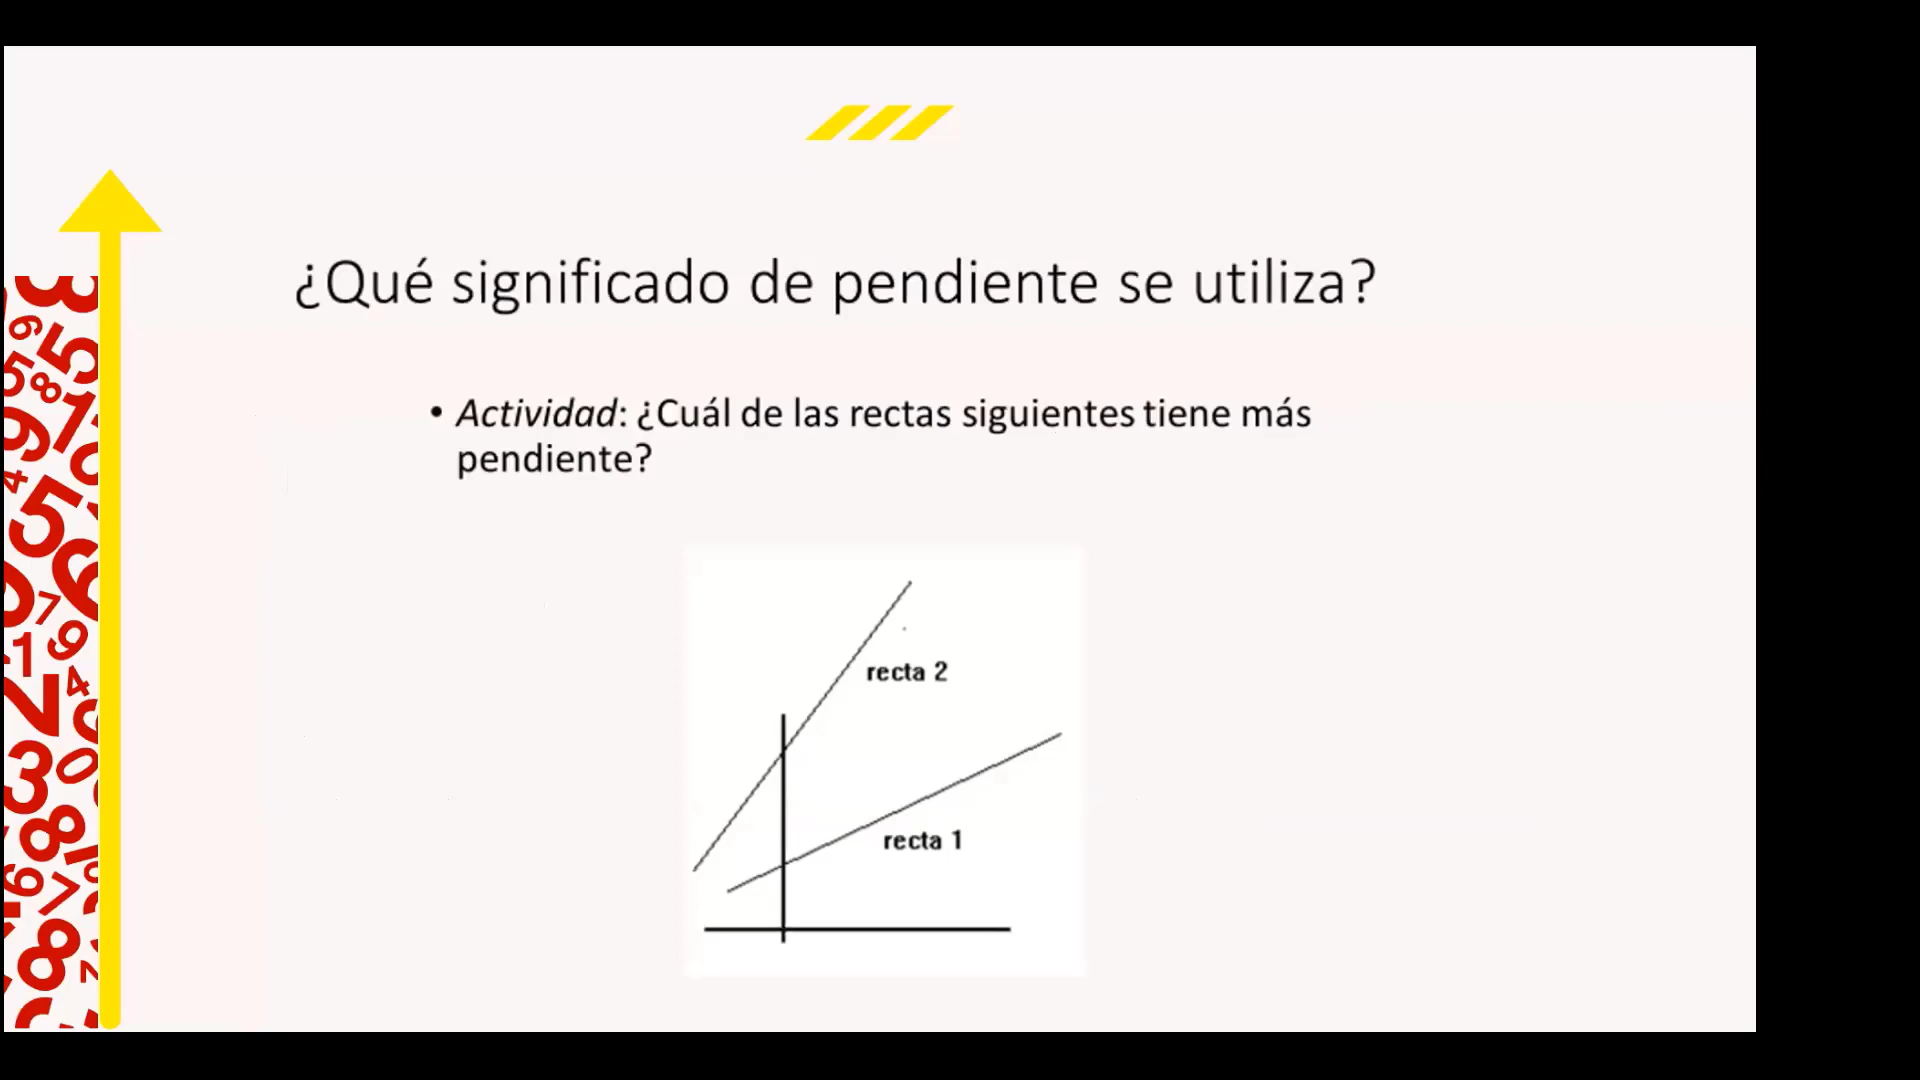 ¿Qué significado de pendiente se utiliza?
• Actividad: ¿Cuál de las rectas siguientes tiene más
pendiente?
recta 2
recta 1